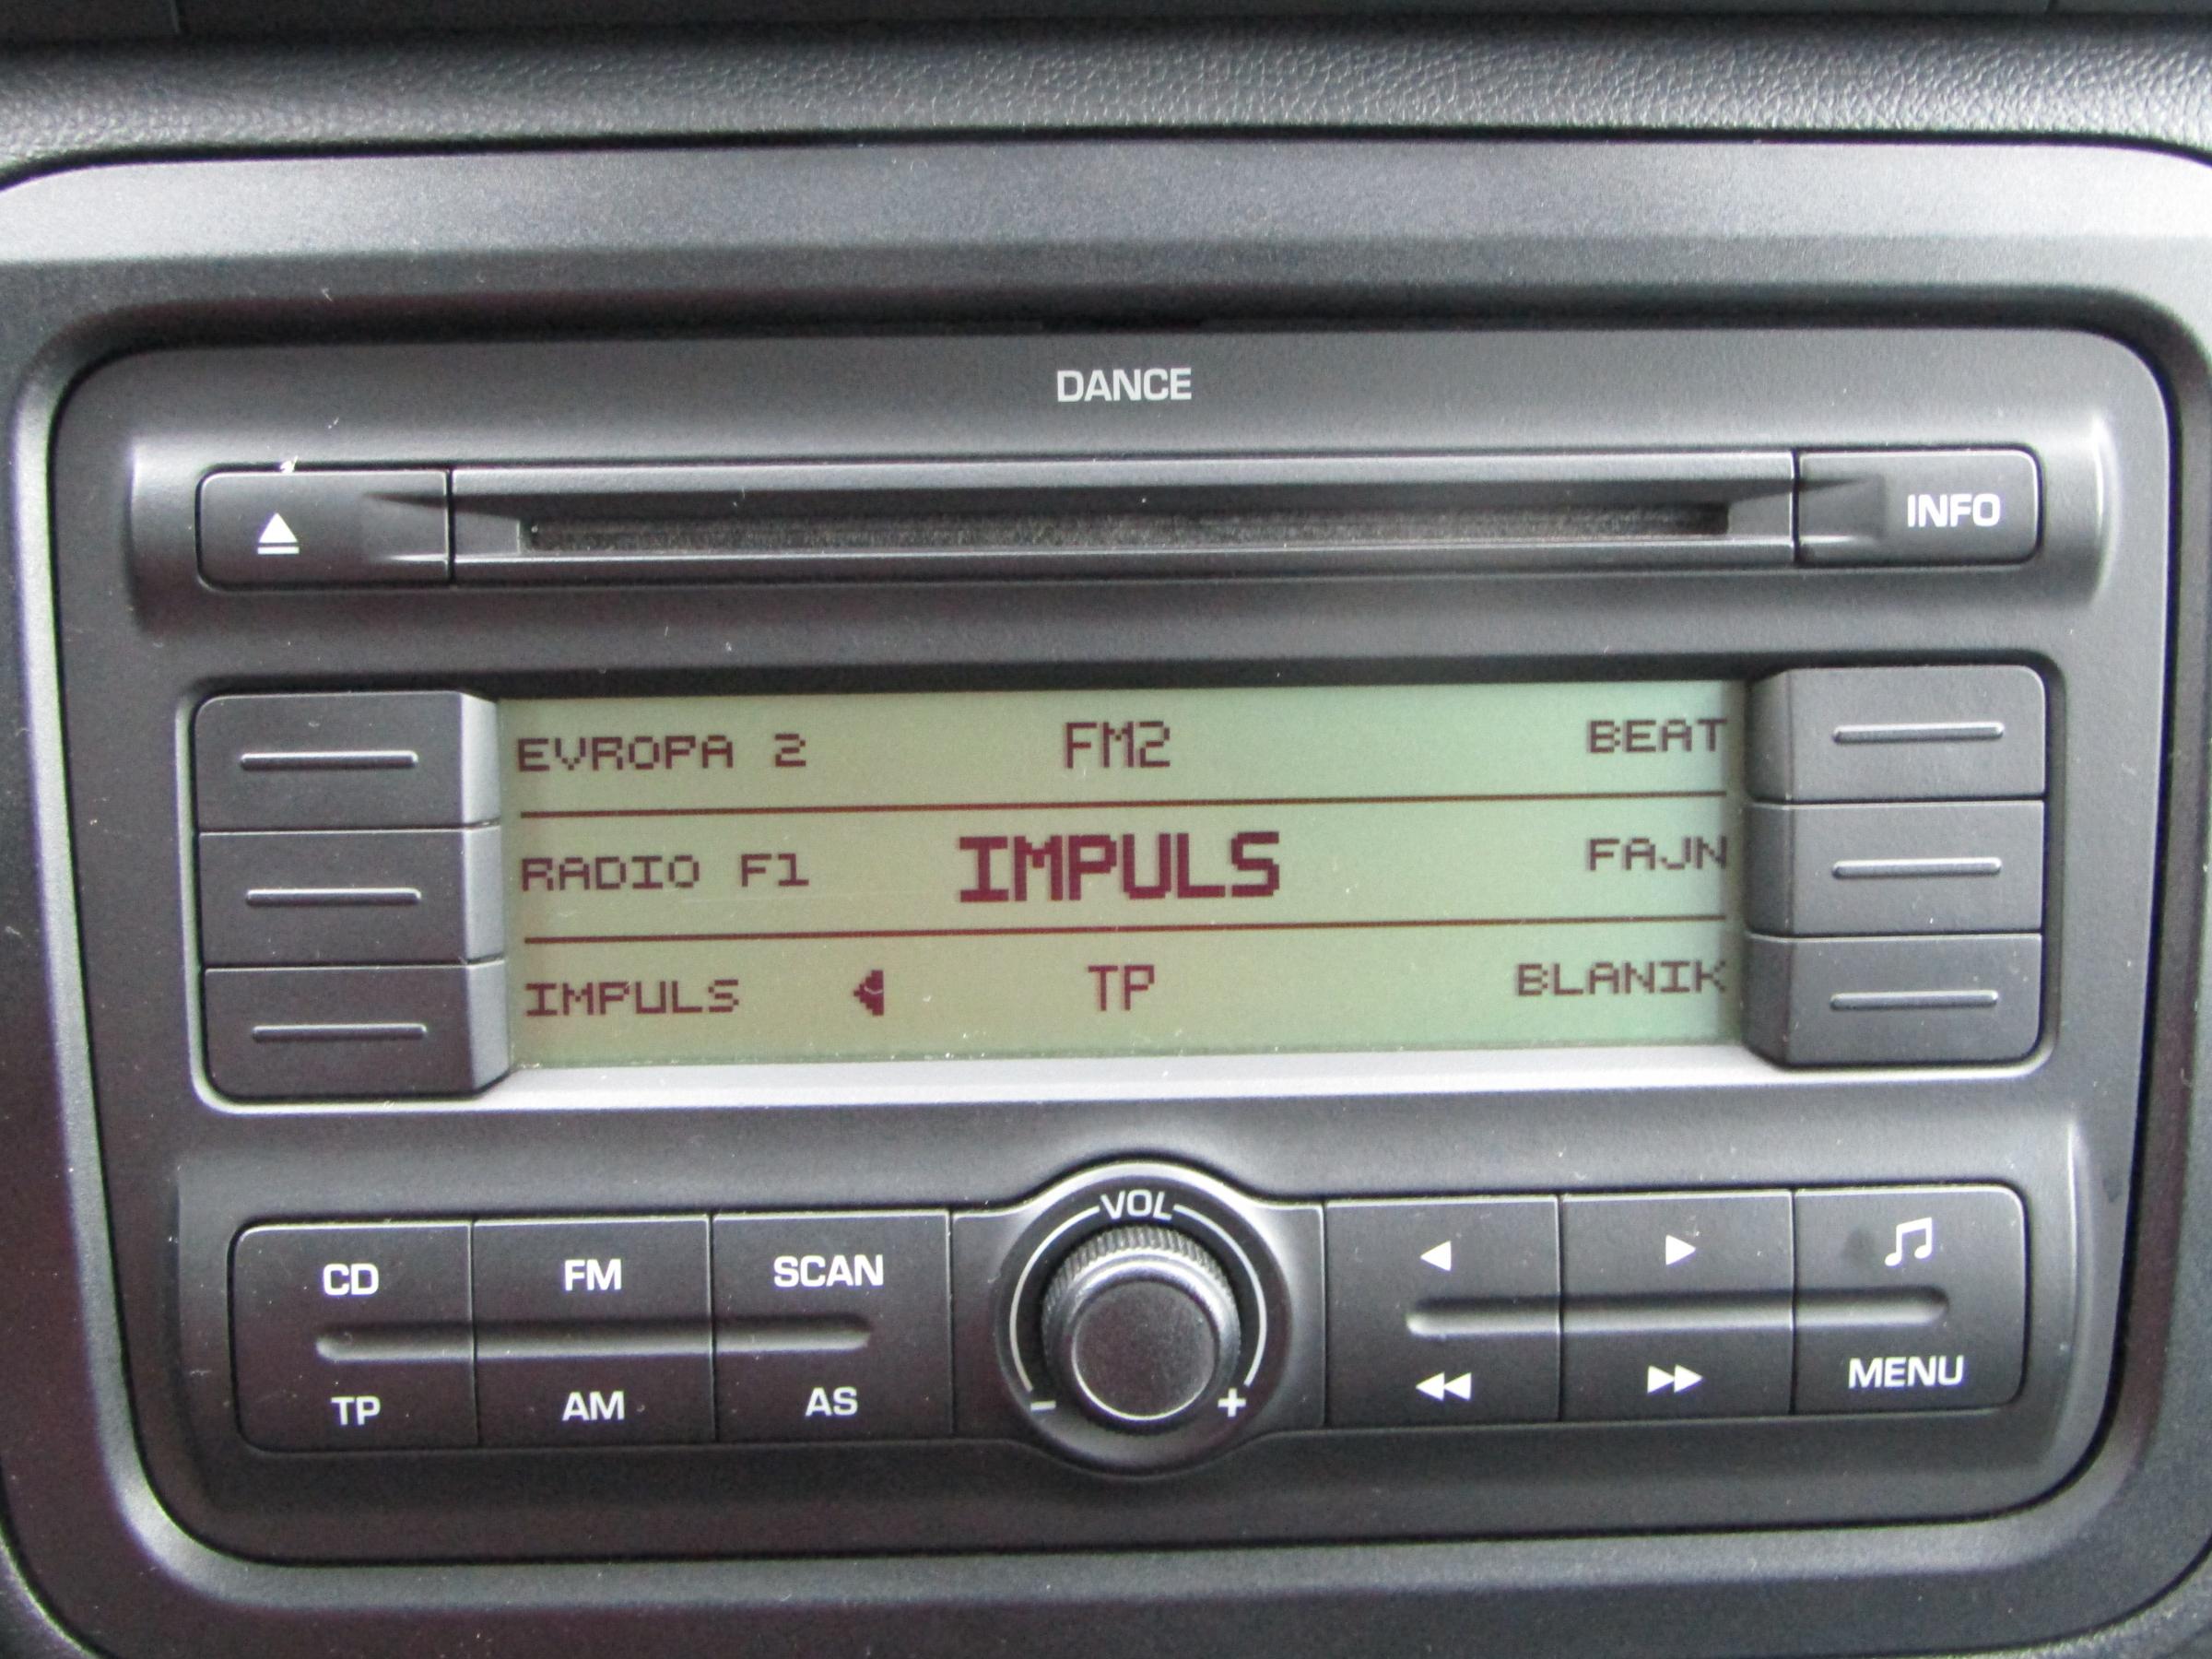 DANCE
INFO
EVROPA 2 FM2 BEAT
RADIO F1 IMPULS FAJN
IMPULS TP BLANIK
VOL
CD FM SCAN
TP AM AS - + MENU